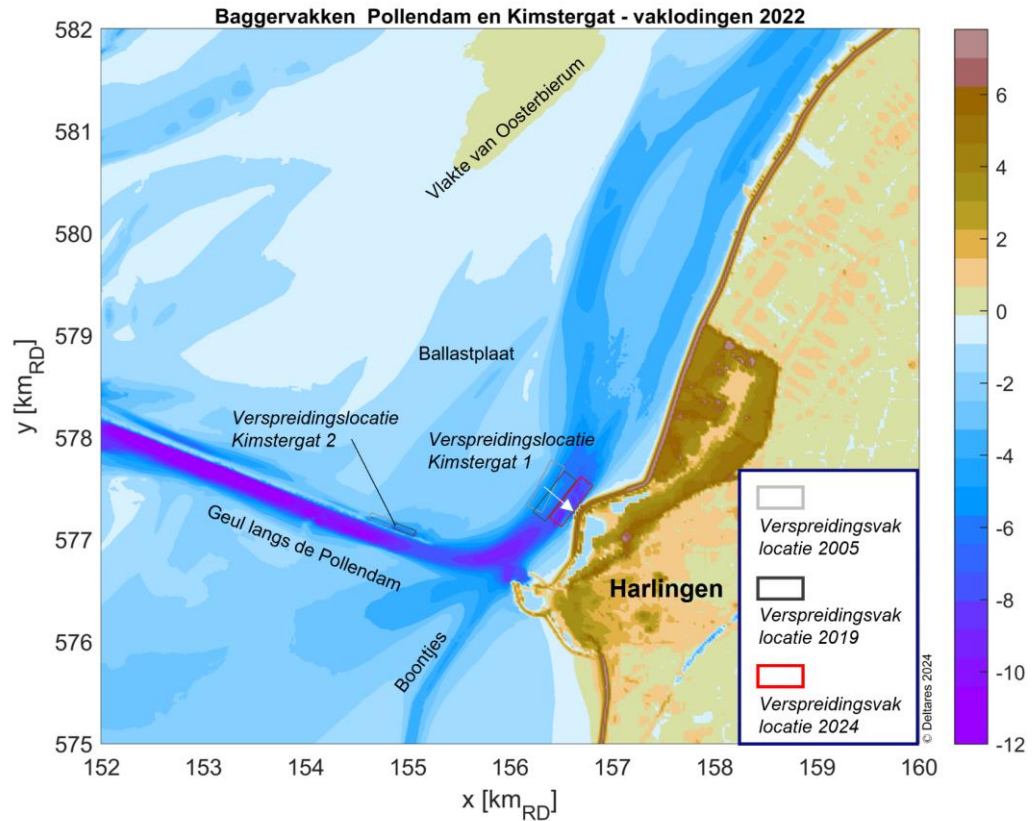 Baggervakken Pollendam en Kimstergat - vaklodingen 2022
582
581
580
579
578
577
576
575
y [km_RD]
152
153
154
155
156
157
158
159
160
x [km_RD]
Vlakte van Oosterbierum
Ballastplaat
Verspreidingslocatie
Kimstergat 2
Verspreidingslocatie
Kimstergat 1
Geul langs de Pollendam
Boontjes
Harlingen
Verspreidingsvak
locatie 2005
Verspreidingsvak
locatie 2019
Verspreidingsvak
locatie 2024
© Deltares 2024
6
4
2
0
-2
-4
-6
-8
-10
-12